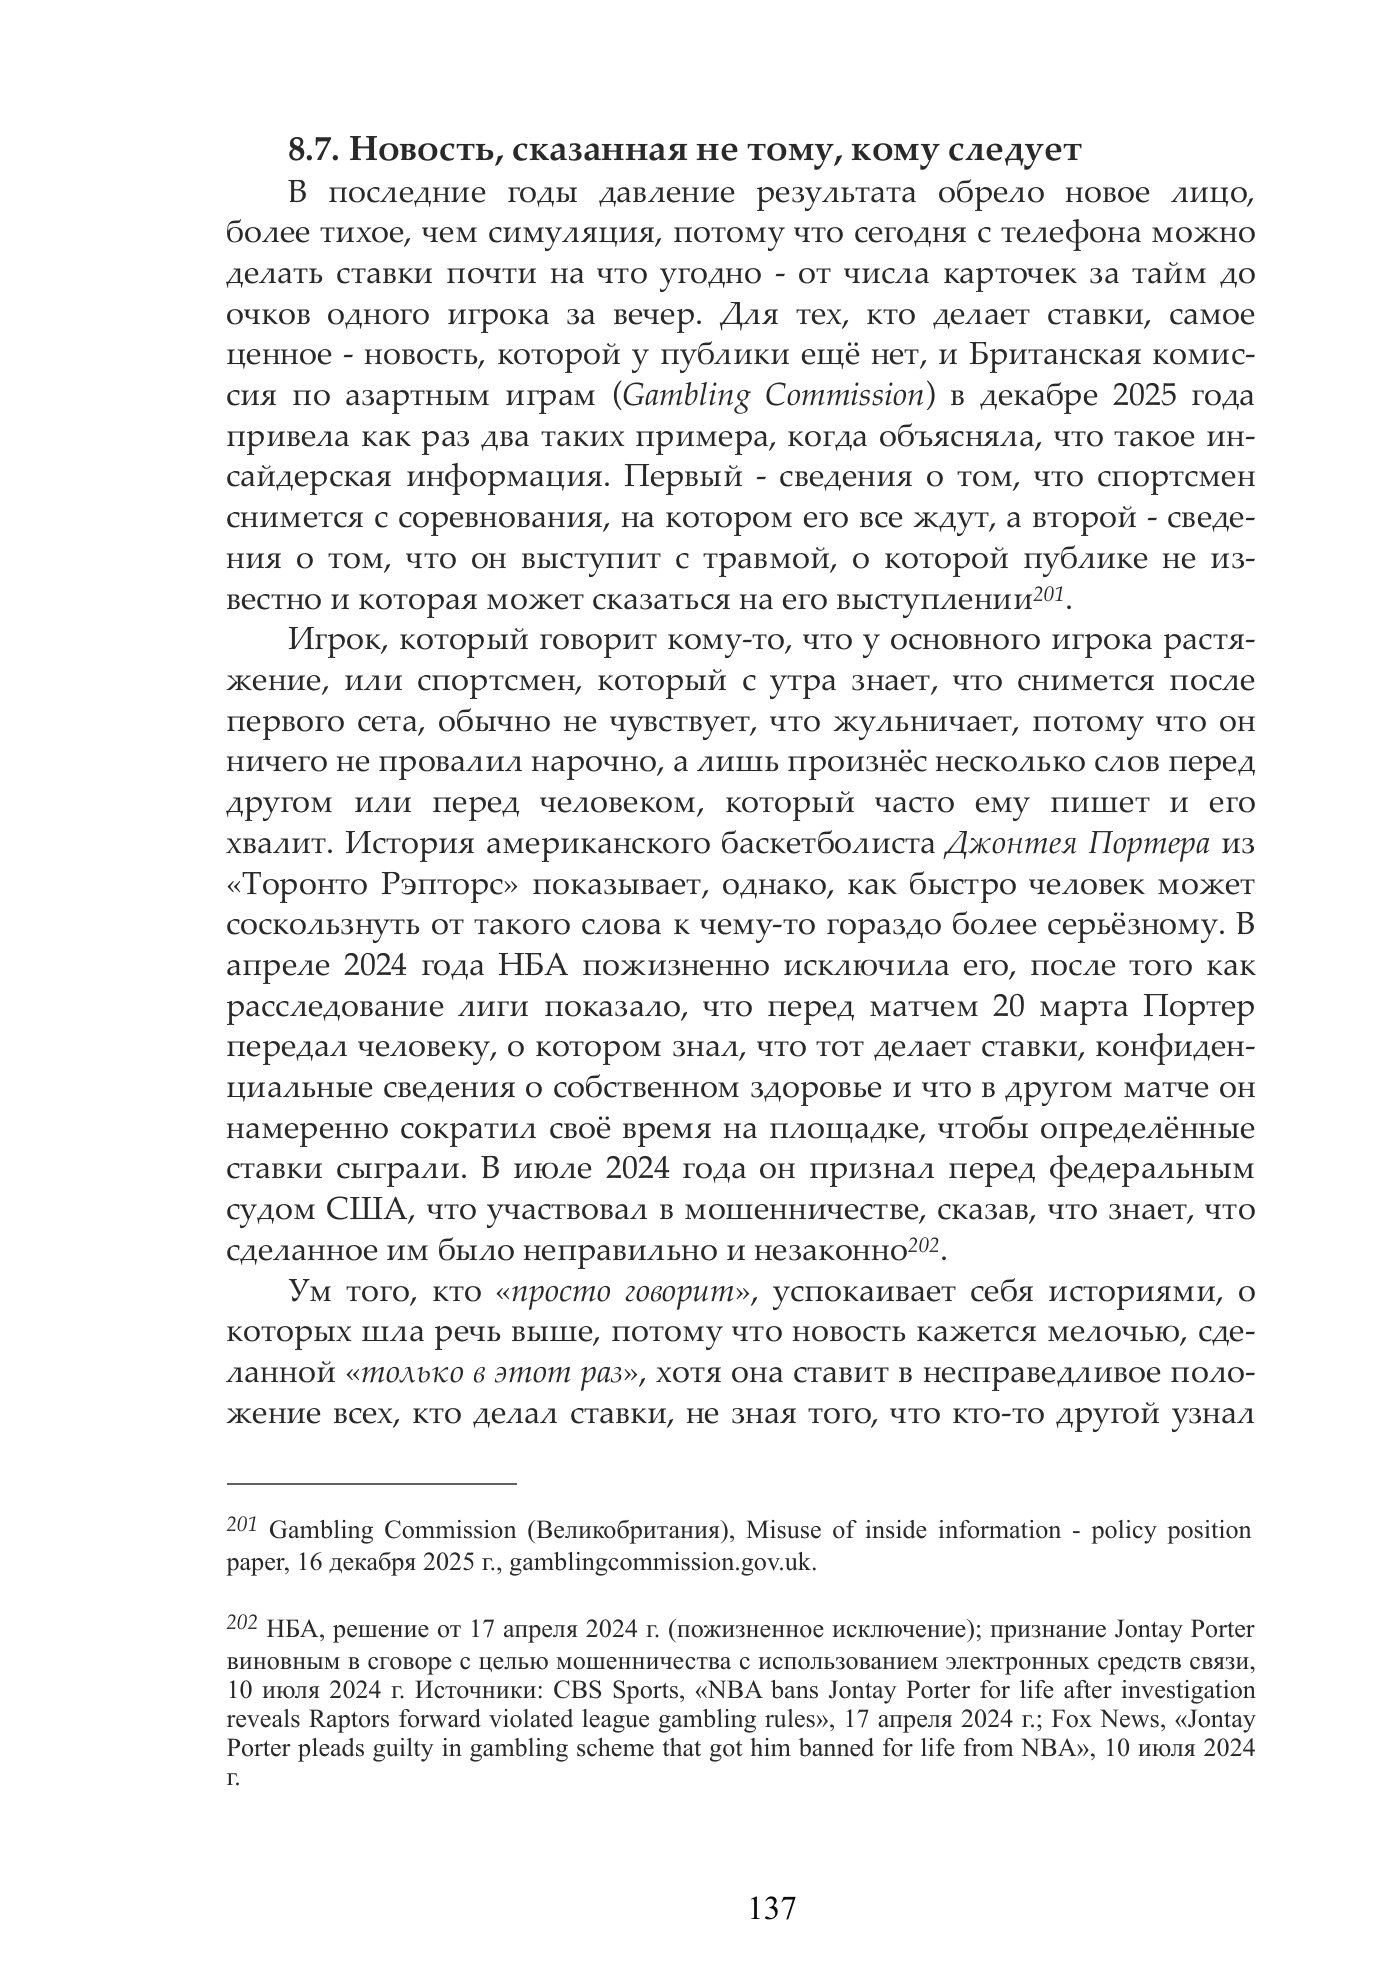 8.7. Новость, сказанная не тому, кому следует
В последние годы давление результата обрело новое лицо,
более тихое, чем симуляция, потому что сегодня с телефона можно
делать ставки почти на что угодно - от числа карточек за тайм до
очков одного игрока за вечер. Для тех, кто делает ставки, самое
ценное - новость, которой у публики ещё нет, и Британская комис-
сия по азартным играм (Gambling Commission) в декабре 2025 года
привела как раз два таких примера, когда объясняла, что такое ин-
сайдерская информация. Первый - сведения о том, что спортсмен
снимется с соревнования, на котором его все ждут, а второй - сведе-
ния о том, что он выступит с травмой, о которой публике не из-
вестно и которая может сказаться на его выступлении201.
Игрок, который говорит кому-то, что у основного игрока растя-
жение, или спортсмен, который с утра знает, что снимется после
первого сета, обычно не чувствует, что жульничает, потому что он
ничего не провалил нарочно, а лишь произнёс несколько слов перед
другом или перед человеком, который часто ему пишет и его
хвалит. История американского баскетболиста Джонтея Портера из
«Торонто Рэпторс» показывает, однако, как быстро человек может
соскользнуть от такого слова к чему-то гораздо более серьёзному. В
апреле 2024 года НБА пожизненно исключила его, после того как
расследование лиги показало, что перед матчем 20 марта Портер
передал человеку, о котором знал, что тот делает ставки, конфиден-
циальные сведения о собственном здоровье и что в другом матче он
намеренно сократил своё время на площадке, чтобы определённые
ставки сыграли. В июле 2024 года он признал перед федеральным
судом США, что участвовал в мошенничестве, сказав, что знает, что
сделанное им было неправильно и незаконно202.
Ум того, кто «просто говорит», успокаивает себя историями, о
которых шла речь выше, потому что новость кажется мелочью, сде-
ланной «только в этот раз», хотя она ставит в несправедливое поло-
жение всех, кто делал ставки, не зная того, что кто-то другой узнал
201 Gambling Commission (Великобритания), Misuse of inside information - policy position
paper, 16 декабря 2025 г., gamblingcommission.gov.uk.
202 НБА, решение от 17 апреля 2024 г. (пожизненное исключение); признание Jontay Porter
виновным в сговоре с целью мошенничества с использованием электронных средств связи,
10 июля 2024 г. Источники: CBS Sports, «NBA bans Jontay Porter for life after investigation
reveals Raptors forward violated league gambling rules», 17 апреля 2024 г.; Fox News, «Jontay
Porter pleads guilty in gambling scheme that got him banned for life from NBA», 10 июля 2024
г.
137